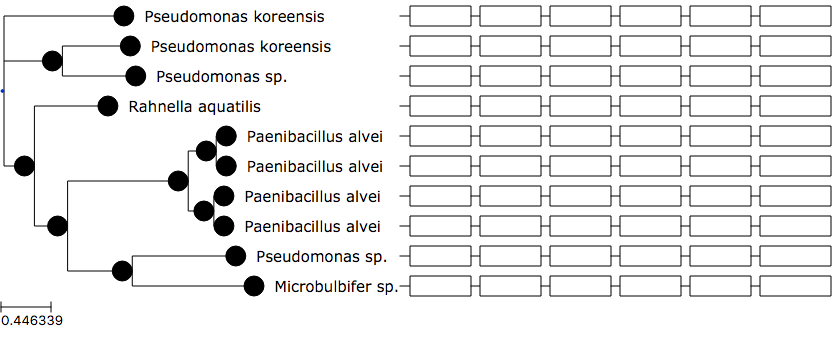 Pseudomonas koreensis
Pseudomonas koreensis
Pseudomonas sp.
Rahnella aquatilis
Paenibacillus alvei
Paenibacillus alvei
Paenibacillus alvei
Paenibacillus alvei
Pseudomonas sp.
Microbulbifer sp.
0.446339